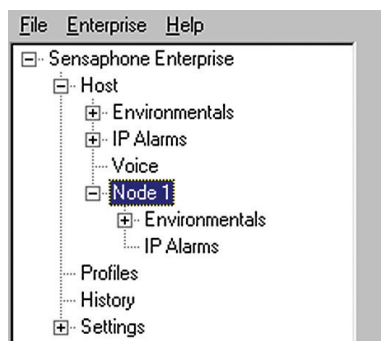 File Enterprise Help
Sensaphone Enterprise
Host
Environmentals
IP Alarms
Voice
Node 1
Environmentals
IP Alarms
Profiles
History
Settings